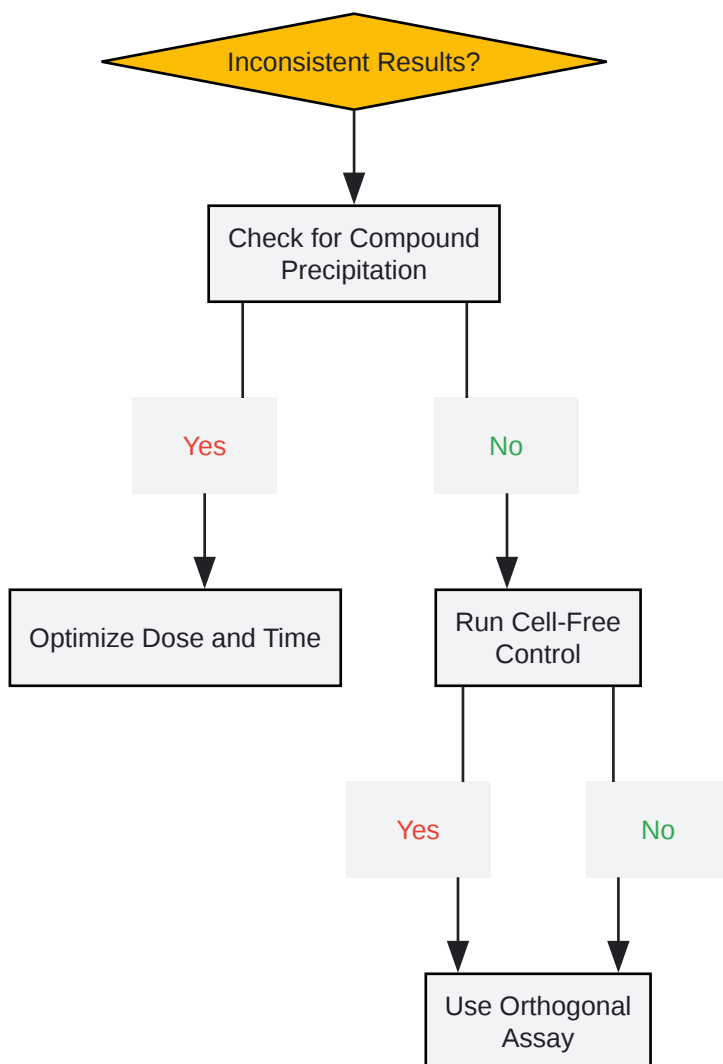 Inconsistent Results?
Check for Compound
Precipitation
Yes
No
Optimize Dose and Time
Run Cell-Free
Control
Yes
No
Use Orthogonal
Assay